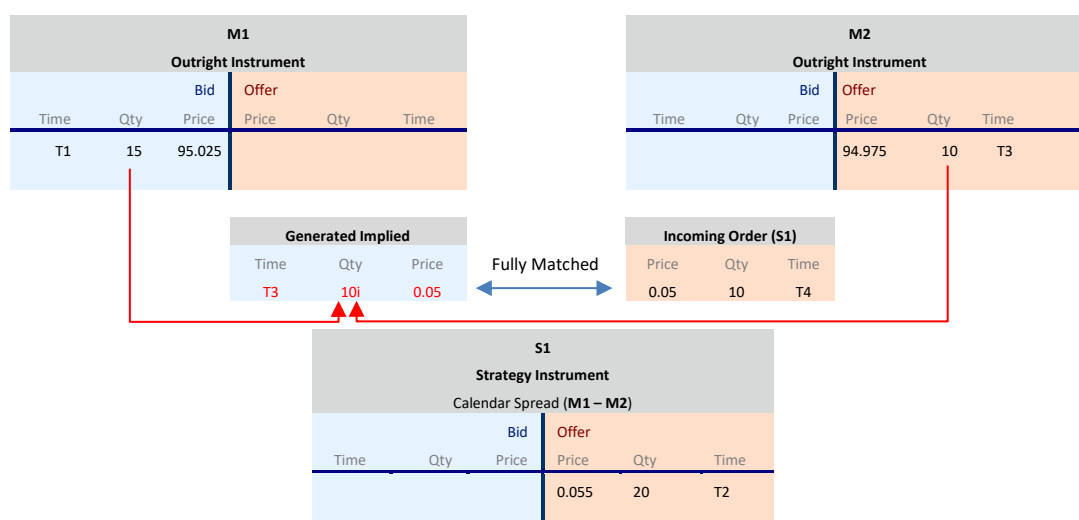 M1
Outright Instrument
Bid Offer
Time Qty Price Price Qty Time
T1 15 95.025
M2
Outright Instrument
Bid Offer
Time Qty Price Price Qty Time
94.975 10 T3
Generated Implied
Time Qty Price
T3 10i 0.05
Fully Matched
Incoming Order (S1)
Price Qty Time
0.05 10 T4
S1
Strategy Instrument
Calendar Spread (M1 – M2)
Bid Offer
Time Qty Price Price Qty Time
0.055 20 T2